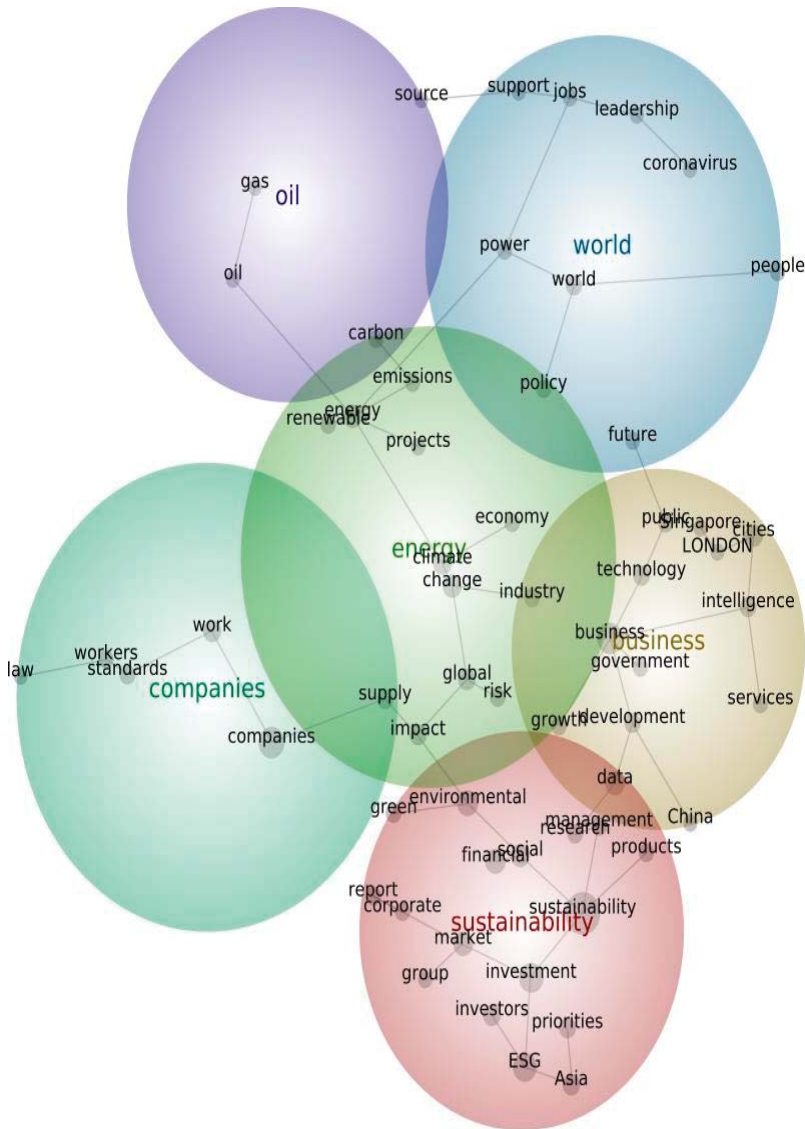 source
support
jobs
leadership
coronavirus
gas
oil
oil
power
world
world
people
carbon
emissions
policy
energy
renewable
projects
future
economy
energy
climate
change
industry
public
Singapore
cities
LONDON
technology
intelligence
business
business
government
services
work
workers
law
standards
companies
companies
supply
global
risk
impact
growth
development
data
China
environmental
green
management
research
products
social
financial
report
corporate
sustainability
sustainability
market
group
investment
investors
priorities
ESG
Asia